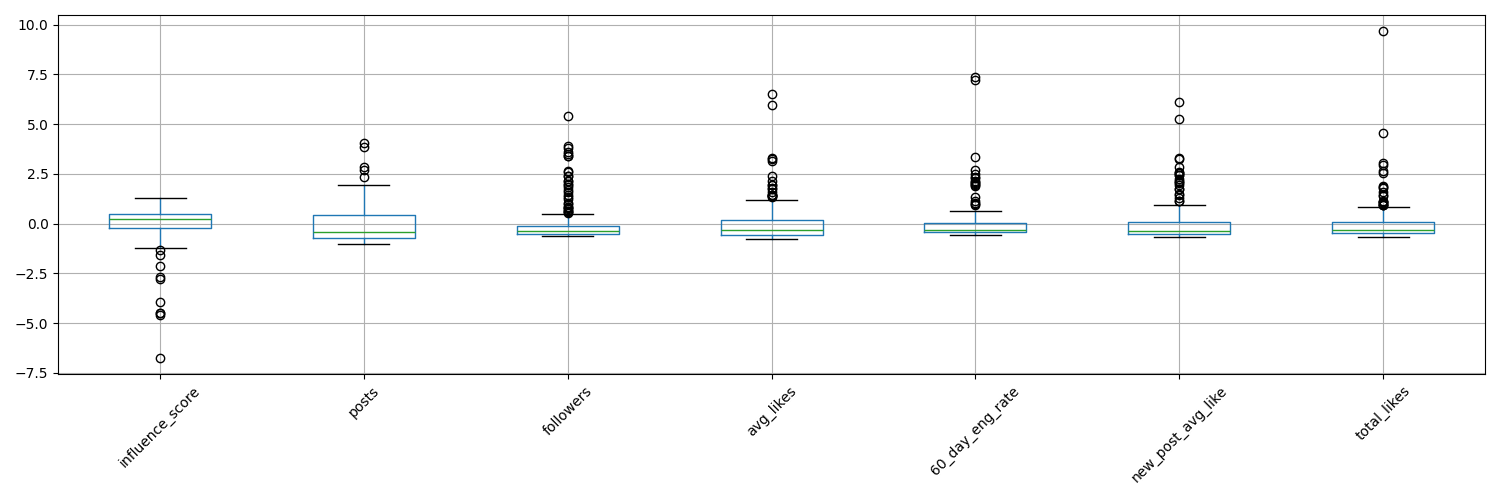 10.0
7.5
5.0
2.5
0.0
−2.5
−5.0
−7.5
influence_score
posts
followers
avg_likes
60_day_eng_rate
new_post_avg_like
total_likes